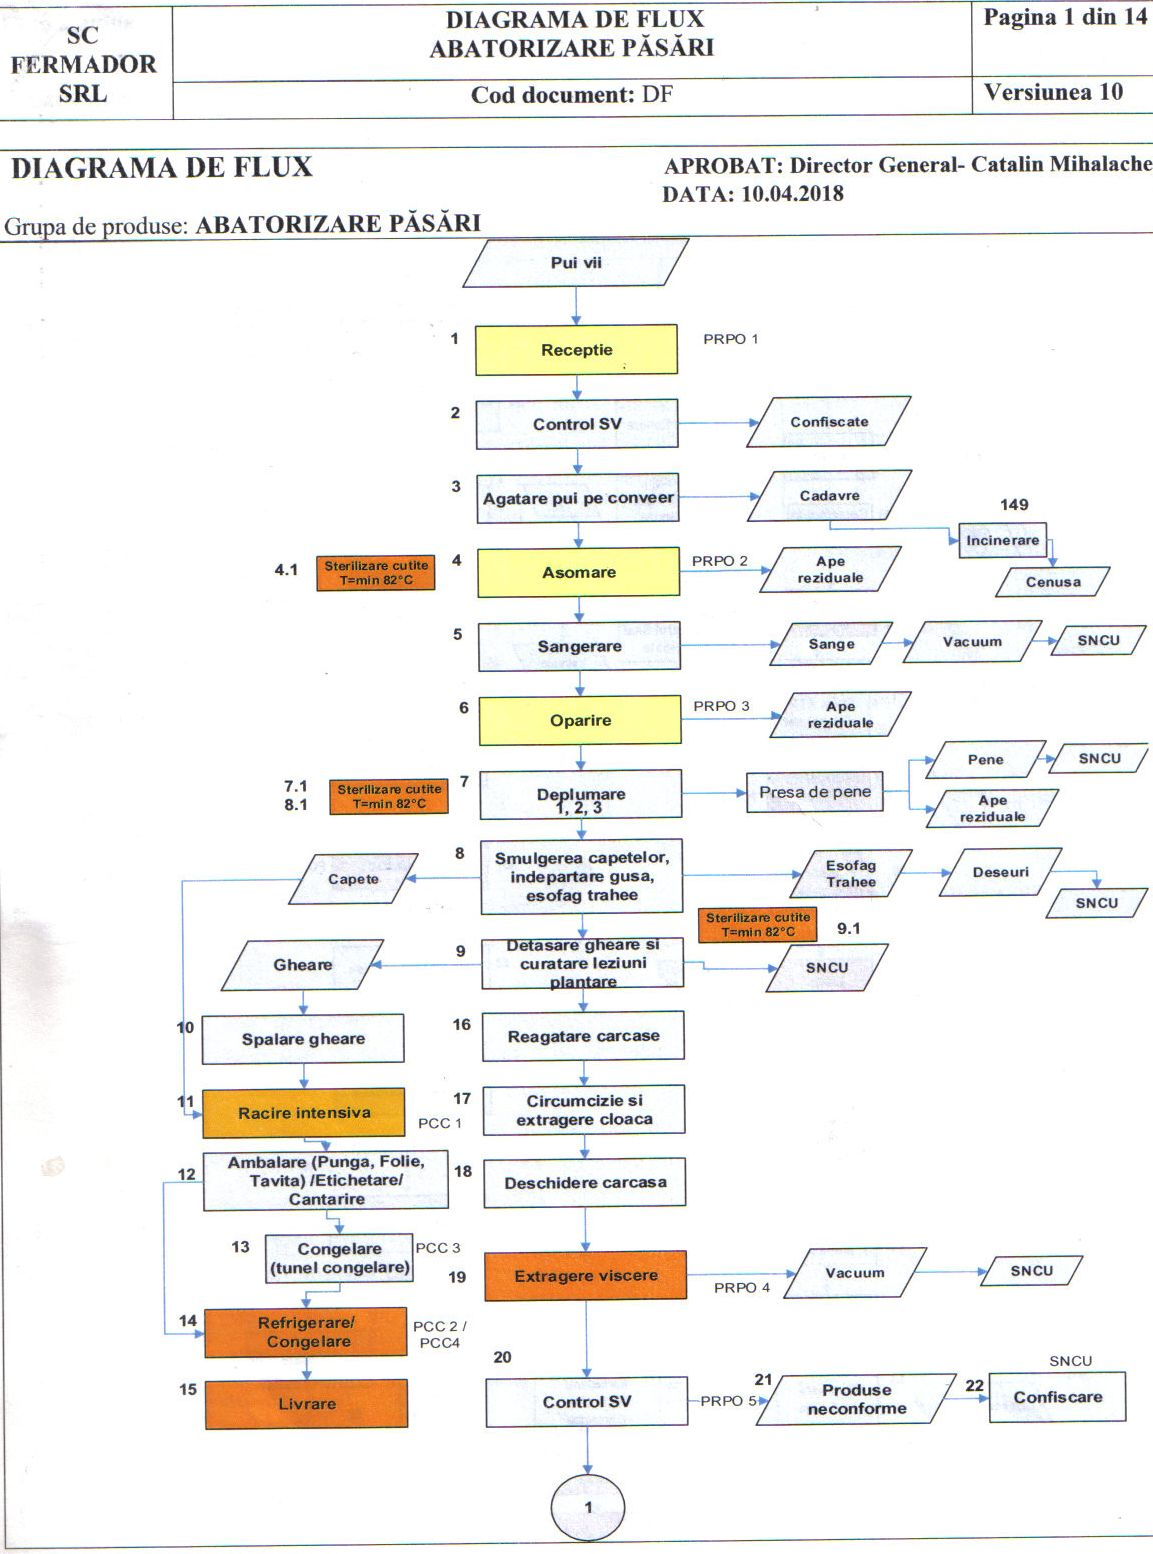 SC
FERMADOR
SRL
DIAGRAMA DE FLUX
ABATORIZARE PĂSĂRI
Cod document: DF
Pagina 1 din 14
Versiunea 10
DIAGRAMA DE FLUX
APROBAT: Director General- Catalin Mihalache
DATA: 10.04.2018
Grupa de produse: ABATORIZARE PĂSĂRI
Pui vii
1
Receptie
PRPO 1
2
Control SV
Confiscate
3
Agatare pui pe conveer
Cadavre
149
Incinerare
Cenusa
4.1
Sterilizare cutite
T=min 82°C
4
Asomare
PRPO 2
Ape
reziduale
5
Sangerare
Sange
Vacuum
SNCU
6
Oparire
PRPO 3
Ape
reziduale
7.1
8.1
Sterilizare cutite
T=min 82°C
7
Deplumare
1, 2, 3
Presa de pene
Pene
SNCU
Ape
reziduale
8
Smulgerea capetelor,
indepartare gusa,
esofag trahee
Capete
Esofag
Trahee
Deseuri
SNCU
Sterilizare cutite
T=min 82°C
9.1
9
Detasare gheare si
curatare leziuni
plantare
Gheare
SNCU
10
Spalare gheare
16
Reagatare carcase
11
Racire intensiva
PCC 1
17
Circumcizie si
extragere cloaca
12
Ambalare (Punga, Folie,
Tavita) /Etichetare/
Cantarire
18
Deschidere carcasa
13
Congelare
(tunel congelare)
PCC 3
19
Extragere viscere
PRPO 4
Vacuum
SNCU
14
Refrigerare/
Congelare
PCC 2 /
PCC4
15
Livrare
20
Control SV
PRPO 5
21
Produse
neconforme
22
SNCU
Confiscare
1